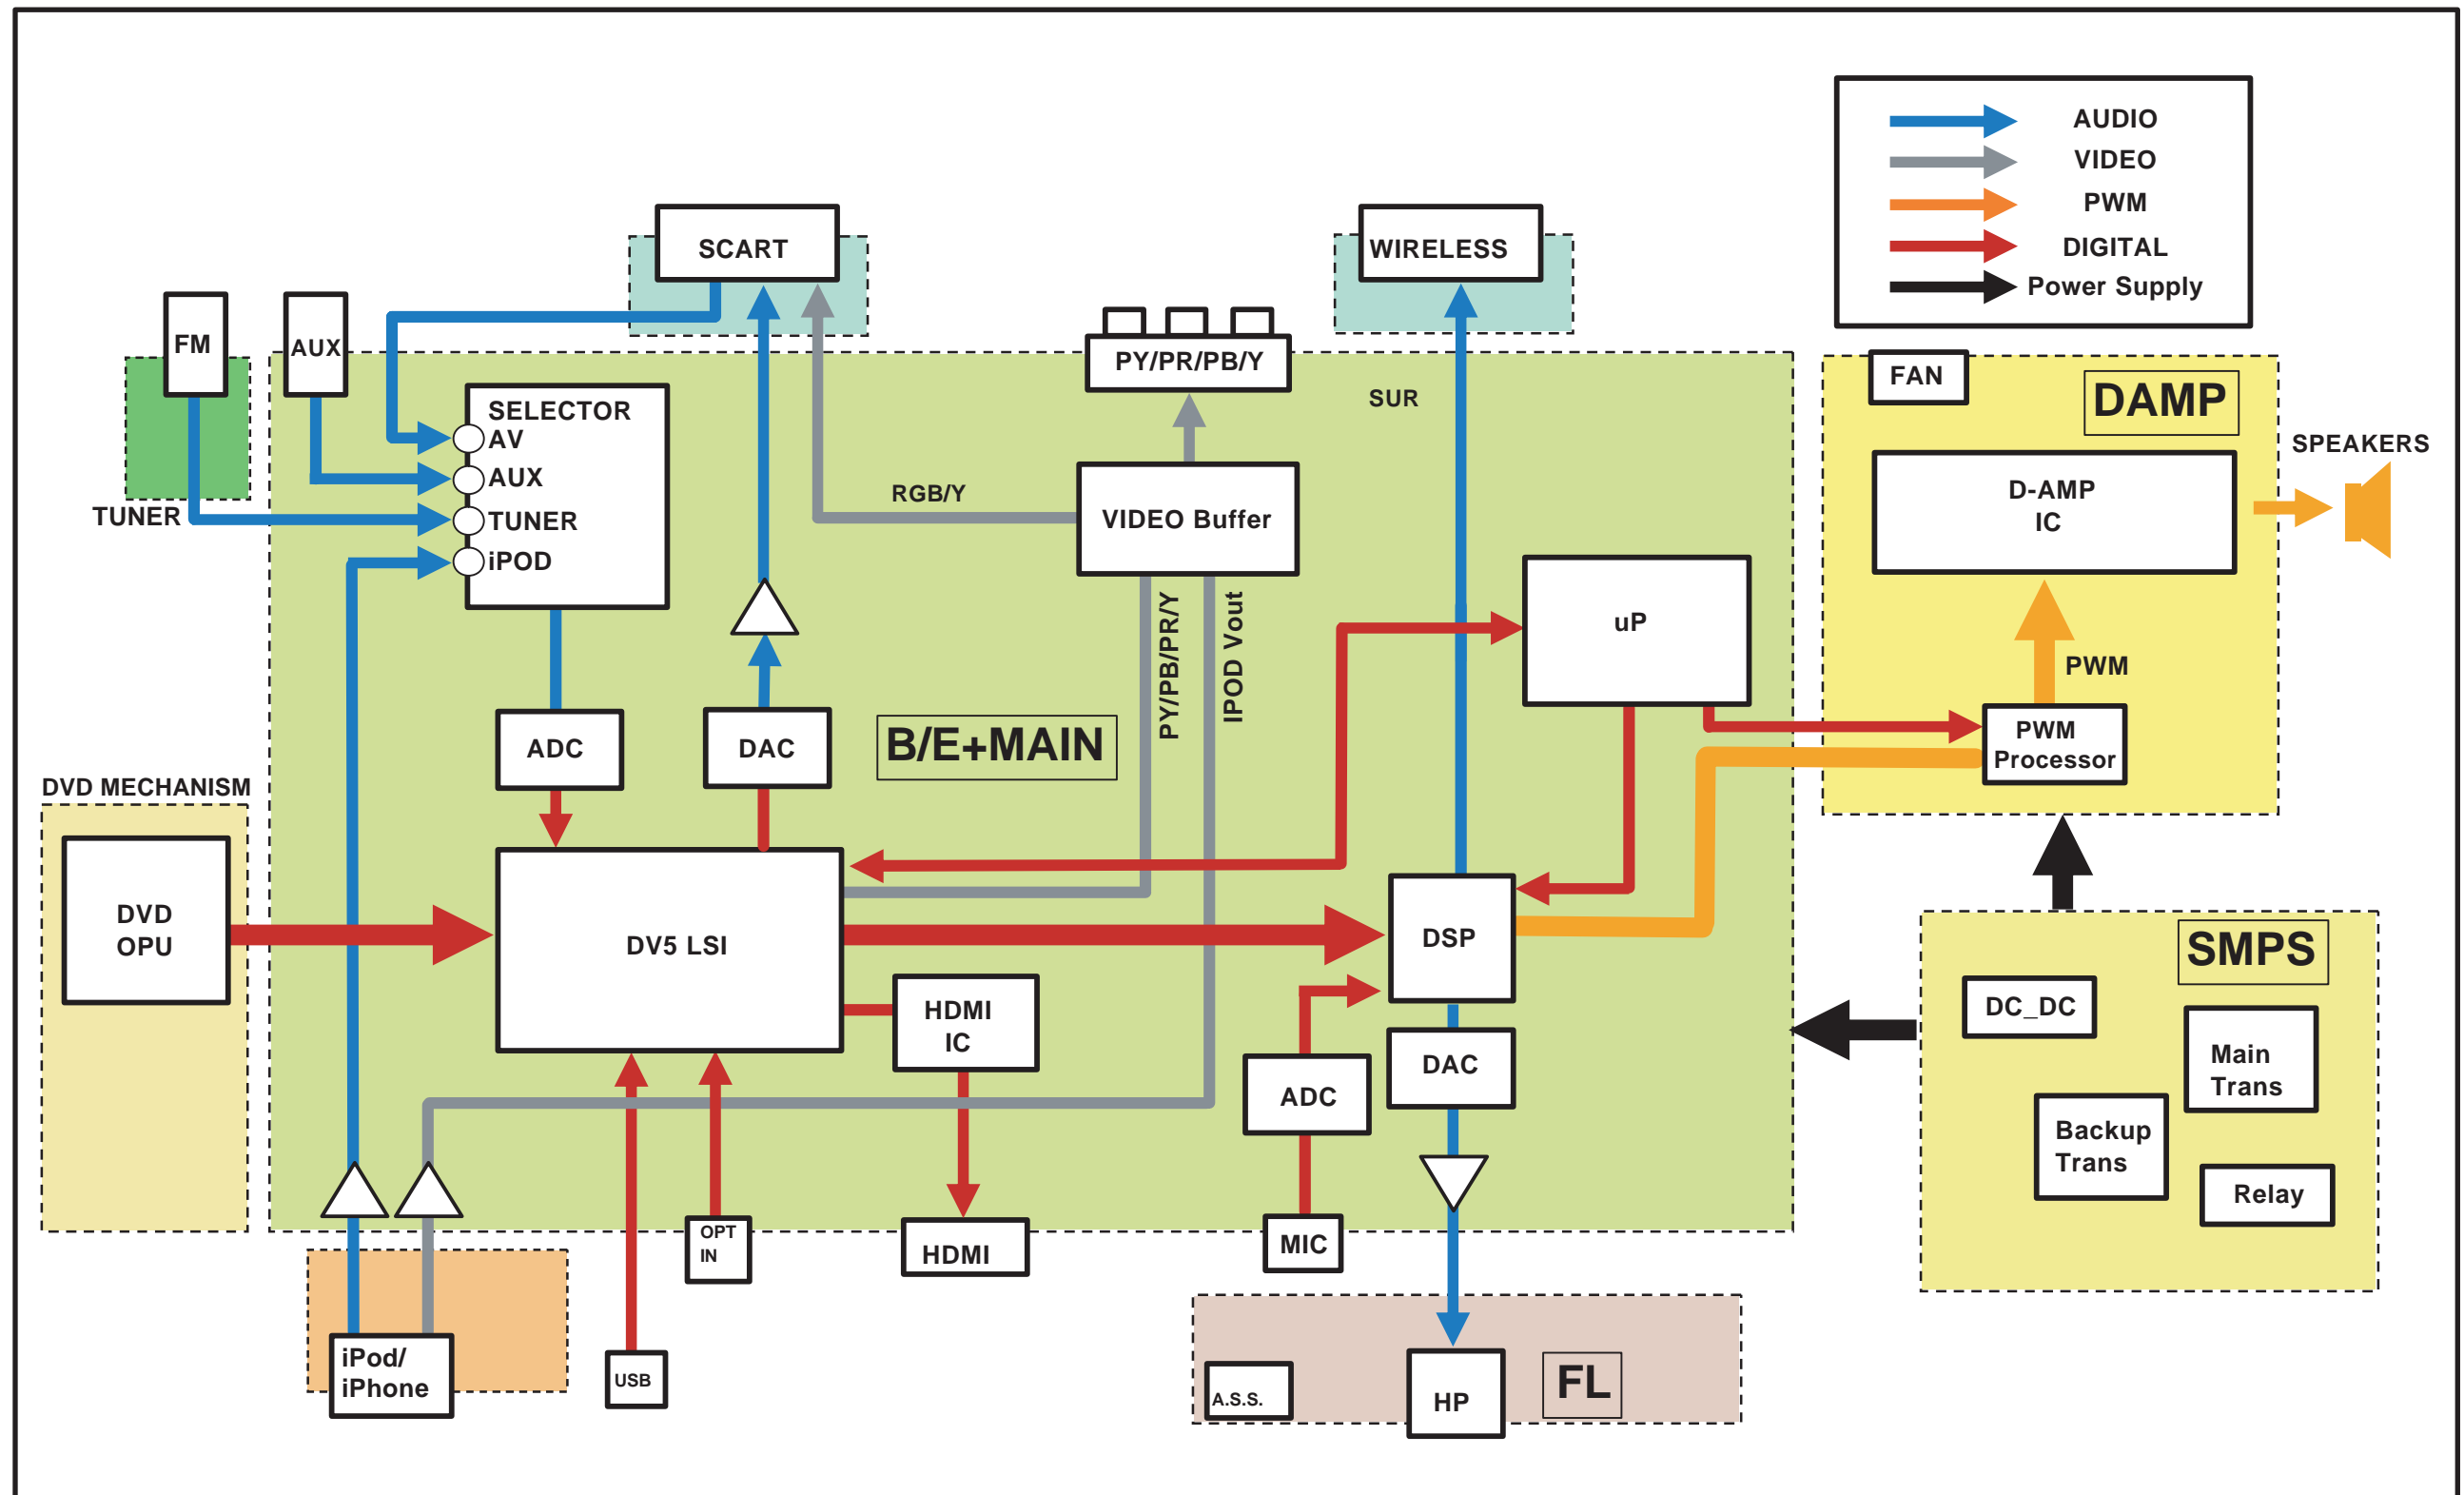 AUDIO
VIDEO
PWM
DIGITAL
Power Supply
SCART
WIRELESS
FM
AUX
PY/PR/PB/Y
FAN
DAMP
SUR
SELECTOR
AV
AUX
TUNER
iPOD
TUNER
RGB/Y
VIDEO Buffer
D-AMP
IC
SPEAKERS
PY/PB/PR/Y
IPOD Vout
uP
PWM
ADC
DAC
B/E+MAIN
PWM
Processor
DVD MECHANISM
DVD
OPU
DV5 LSI
DSP
SMPS
HDMI
IC
DC_DC
Main
Trans
ADC
DAC
Backup
Trans
Relay
OPT
IN
HDMI
MIC
iPod/
iPhone
USB
A.S.S.
HP
FL